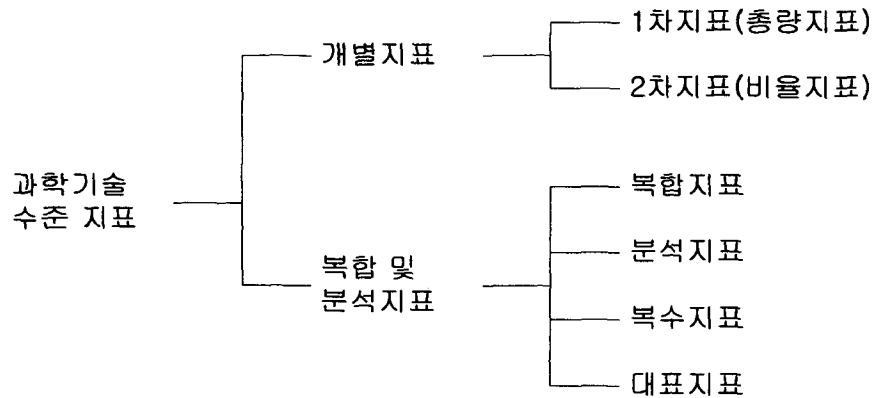 과학기술
수준 지표
개별지표
1차지표(총량지표)
2차지표(비율지표)
복합 및
분석지표
복합지표
분석지표
복수지표
대표지표